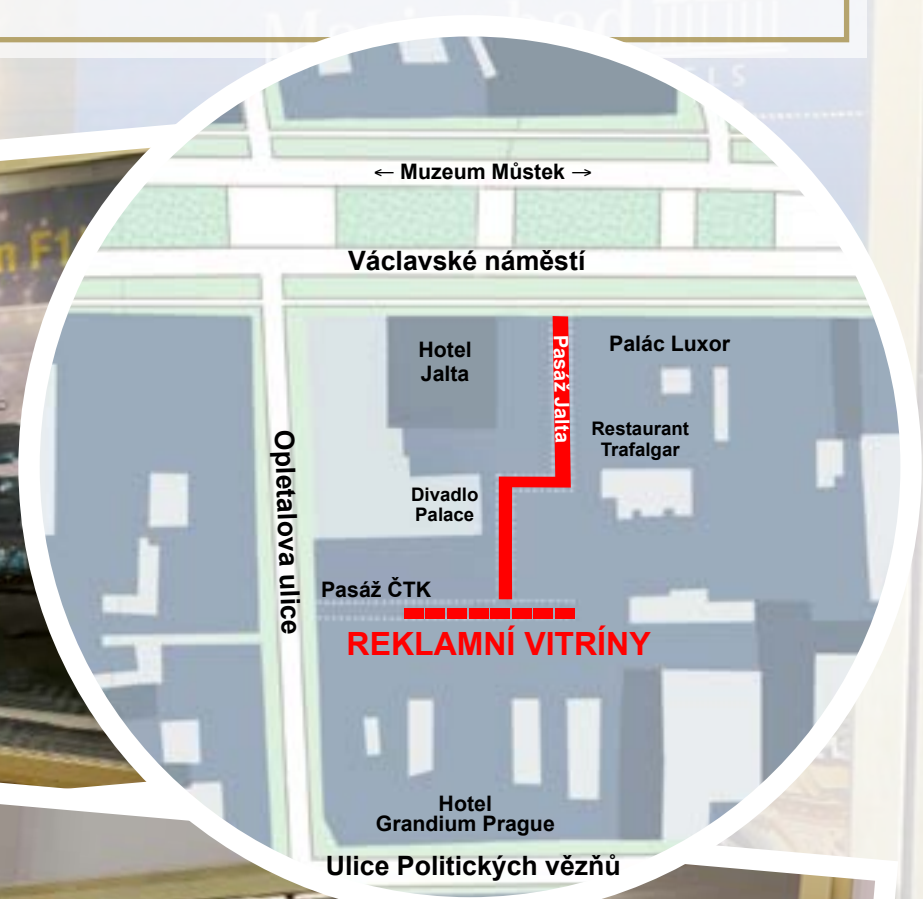 ← Muzeum Můstek →
Václavské náměstí
Hotel
Jalta
Pasáž Jalta
Palác Luxor
Restaurant
Trafalgar
Opletalova ulice
Divadlo
Palace
Pasáž ČTK
REKLAMNÍ VITRÍNY
Hotel
Grandium Prague
Ulice Politických vězňů